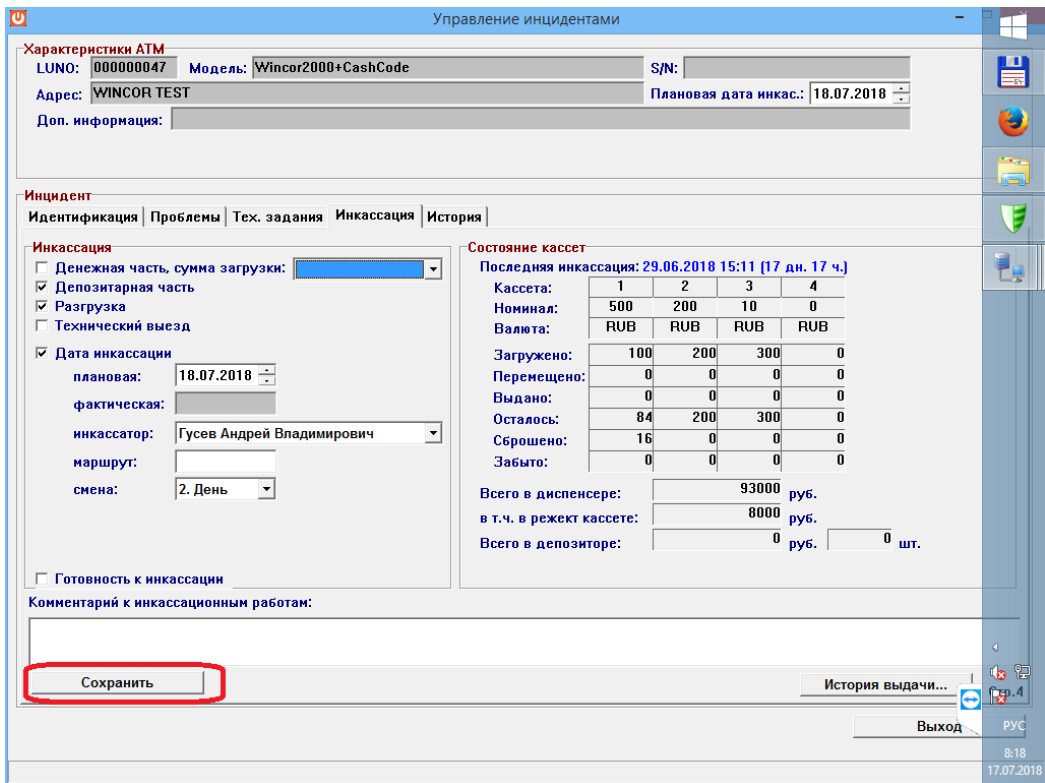 Управление инцидентами
Характеристики АТМ
LUNO: 000000047 Модель: Wincor2000+CashCode S/N:
Адрес: WINCOR TEST Плановая дата инкас.: 18.07.2018
Доп. информация:
Инцидент
Идентификация Проблемы Тех. задания Инкассация История
Инкассация
Денежная часть, сумма загрузки:
Депозитарная часть
Разгрузка
Технический выезд
Дата инкассации
плановая: 18.07.2018
фактическая:
инкассатор: Гусев Андрей Владимирович
маршрут:
смена: 2. День
Готовность к инкассации
Состояние кассет
Последняя инкассация: 29.06.2018 15:11 (17 дн. 17 ч.)
Кассета: 1 2 3 4
Номинал: 500 200 10 0
Валюта: RUB RUB RUB RUB
Загружено: 100 200 300 0
Перемещено: 0 0 0 0
Выдано: 0 0 0 0
Осталось: 84 200 300 0
Сброшено: 16 0 0 0
Забыто: 0 0 0 0
Всего в диспенсере: 93000 руб.
в т.ч. в режект кассете: 8000 руб.
Всего в депозиторе: 0 руб. 0 шт.
Комментарий к инкассационным работам:
Сохранить
История выдачи...
Стр.4
Выход
РУС
8:18
17.07.2018
64